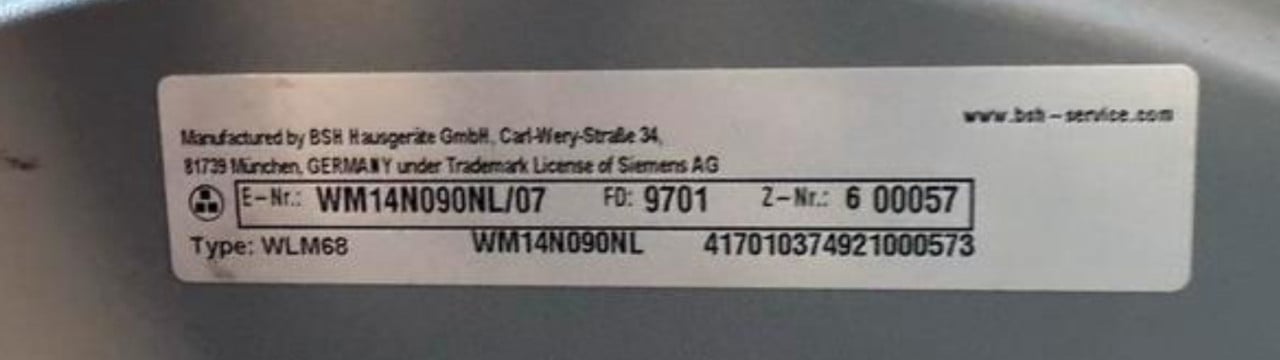 www.bsh-service.com
Manufactured by BSH Hausgeräte GmbH, Carl-Wery-Straße 34,
81739 München, GERMANY under Trademark License of Siemens AG
E-Nr.: WM14N090NL/07 FD: 9701 Z-Nr.: 6 00057
Type: WLM68 WM14N090NL 417010374921000573